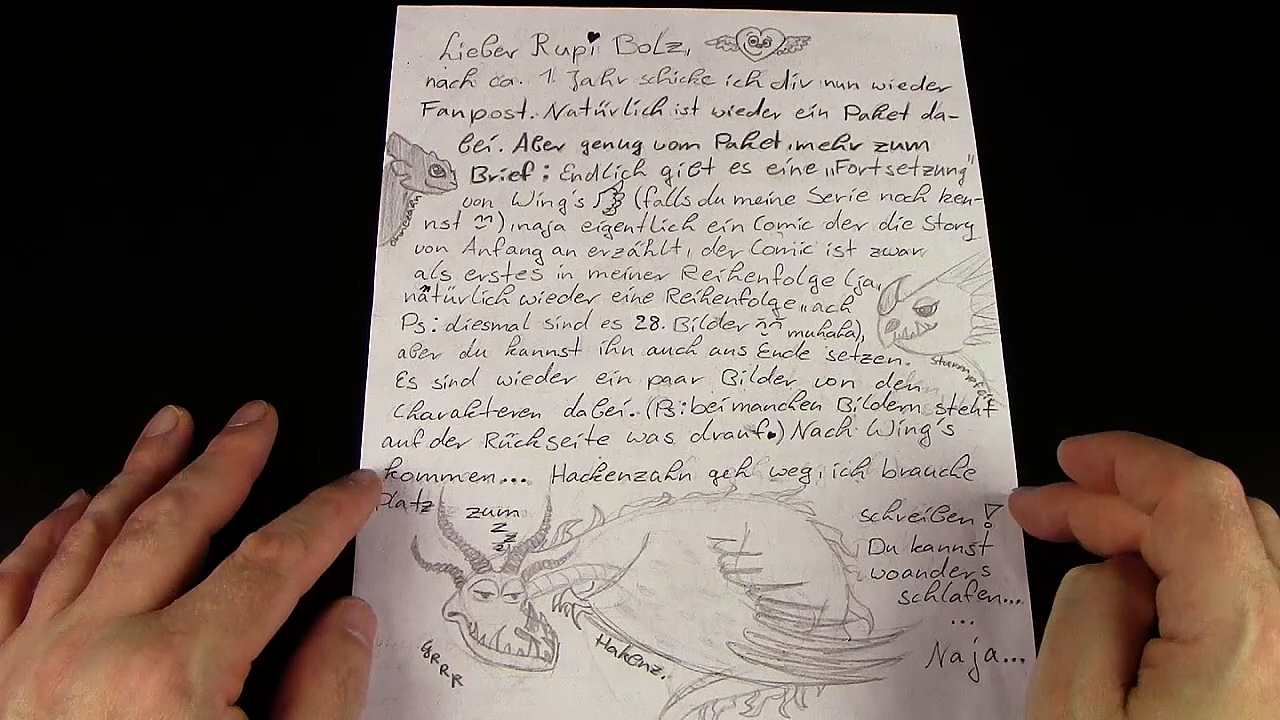 Lieber Rupi Bolz,
nach ca. 1. Jahr schicke ich dir nun wieder
Fanpost. Natürlich ist wieder ein Paket da-
bei. Aber genug vom Paket, mehr zum
Brief: Endlich gibt es eine „Fortsetzung"
von Wing's (falls du meine Serie noch ken-
nst ^^), naja eigentlich ein Comic der die Story
von Anfang an erzählt, der Comic ist zwar
als erstes in meiner Reihenfolge (ja,
natürlich wieder eine Reihenfolge, ach
Ps: diesmal sind es 28. Bilder ^^ muhaha),
aber du kannst ihn auch ans Ende setzen.
Es sind wieder ein paar Bilder von den
Charakteren dabei. (Ps: bei manchen Bildern steht
auf der Rückseite was drauf.) Nach Wing's
kommen... Hackenzahn geh weg, ich brauche
Platz zum schreiben!
Du kannst
woanders
schlafen...
...
Naja...
z
z
z
GRRR
Hakenz.
ohnezahn